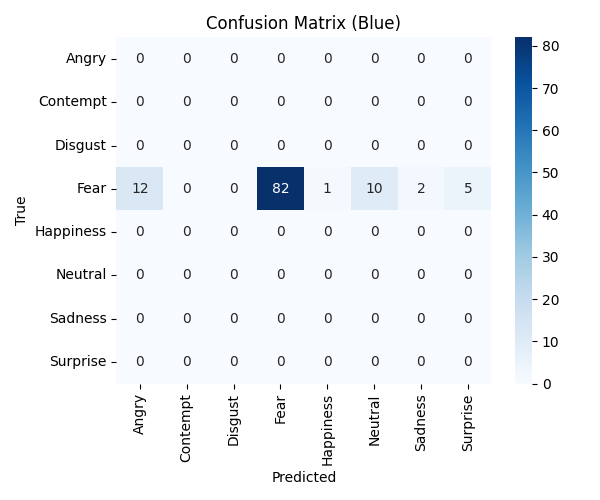 Confusion Matrix (Blue)
Angry 0 0 0 0 0 0 0 0
Contempt 0 0 0 0 0 0 0 0
Disgust 0 0 0 0 0 0 0 0
Fear 12 0 0 82 1 10 2 5
Happiness 0 0 0 0 0 0 0 0
Neutral 0 0 0 0 0 0 0 0
Sadness 0 0 0 0 0 0 0 0
Surprise 0 0 0 0 0 0 0 0
True
Angry Contempt Disgust Fear Happiness Neutral Sadness Surprise
Predicted
80
70
60
50
40
30
20
10
0